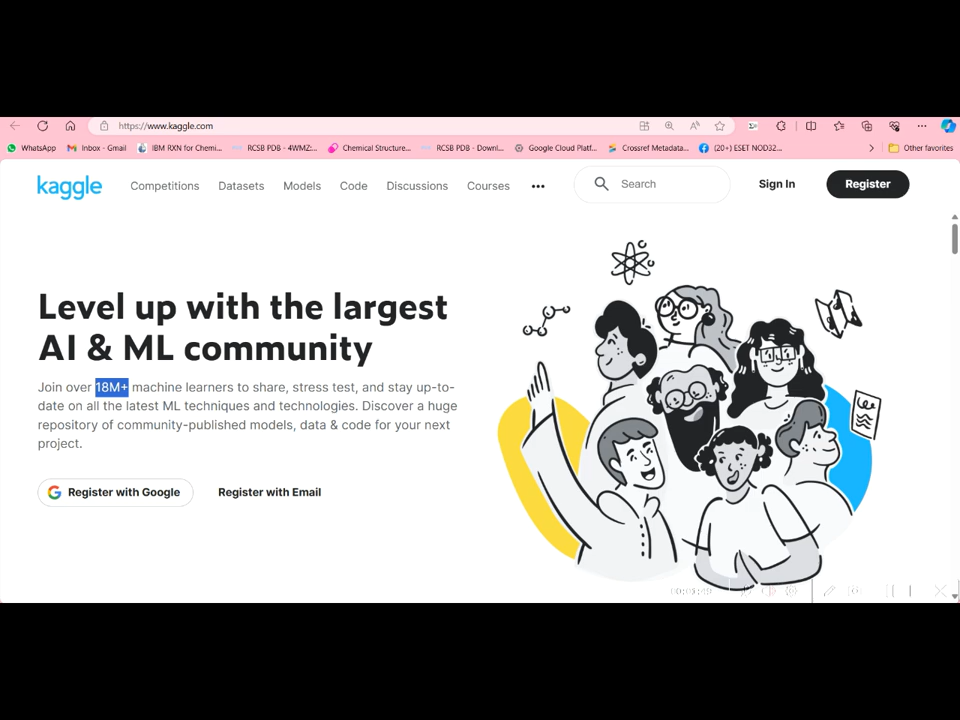 https://www.kaggle.com
WhatsApp
Inbox - Gmail
IBM RXN for Chemi...
RCSB PDB - 4WMZ:...
Chemical Structure...
RCSB PDB - Downl...
Google Cloud Platf...
Crossref Metadata...
(20+) ESET NOD32...
Other favorites
kaggle
Competitions
Datasets
Models
Code
Discussions
Courses
Search
Sign In
Register
Level up with the largest
AI & ML community
Join over 18M+ machine learners to share, stress test, and stay up-to-
date on all the latest ML techniques and technologies. Discover a huge
repository of community-published models, data & code for your next
project.
Register with Google
Register with Email